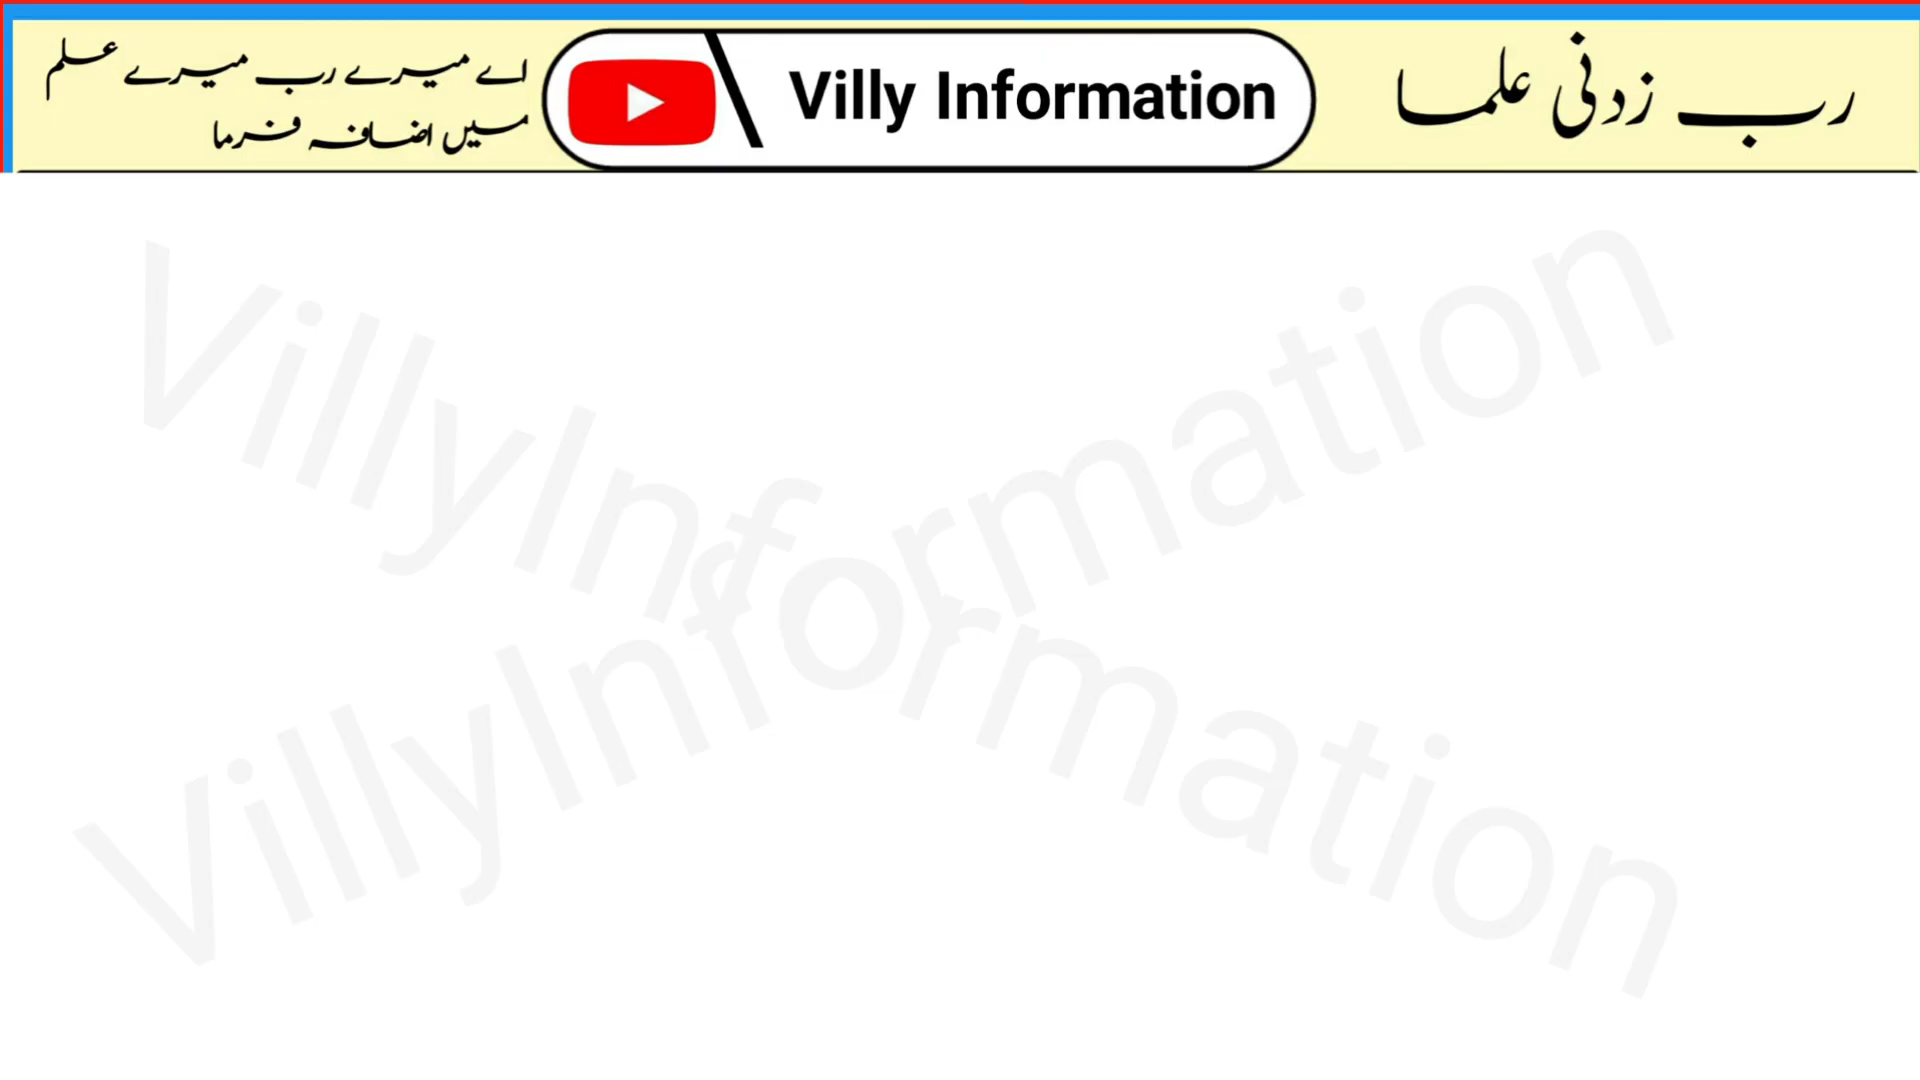 رب زدنی علما
Villy Information
اے میرے رب میرے علم
میں اضافہ فرما
VillyInformation
VillyInformation